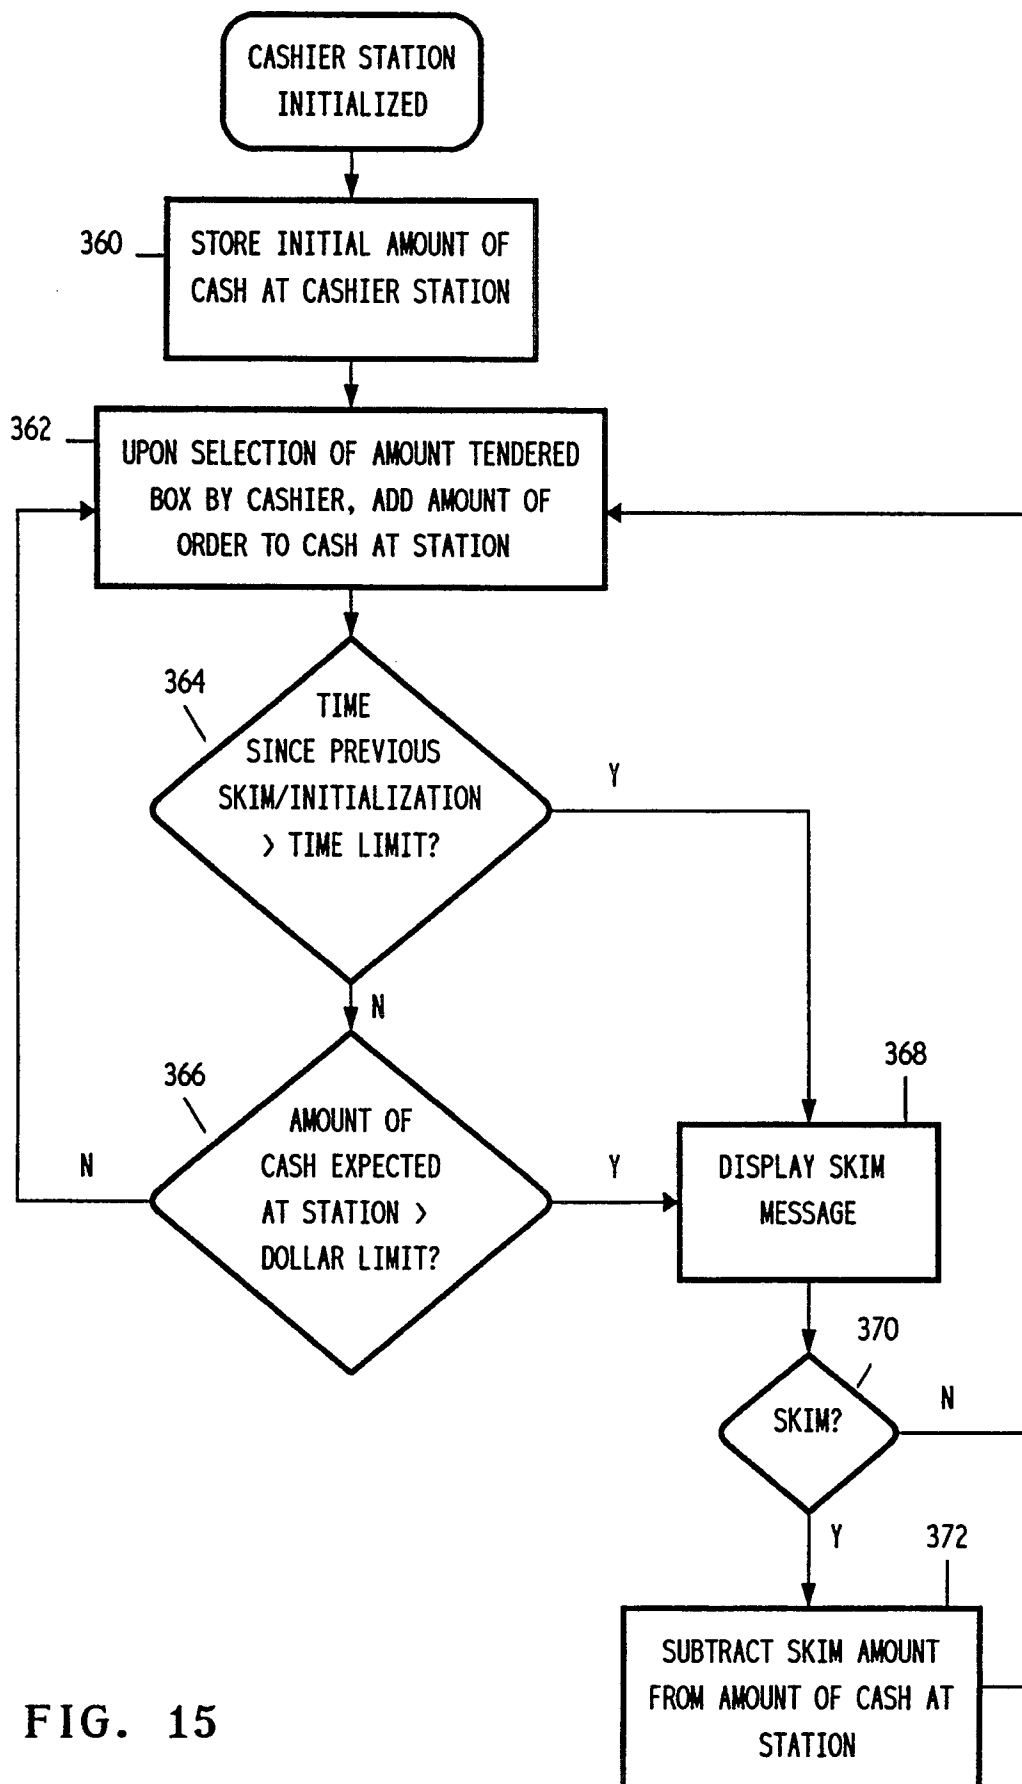 CASHIER STATION
INITIALIZED
360
STORE INITIAL AMOUNT OF
CASH AT CASHIER STATION
362
UPON SELECTION OF AMOUNT TENDERED
BOX BY CASHIER, ADD AMOUNT OF
ORDER TO CASH AT STATION
364
TIME
SINCE PREVIOUS
SKIM/INITIALIZATION
> TIME LIMIT?
Y
N
366
AMOUNT OF
CASH EXPECTED
AT STATION >
DOLLAR LIMIT?
N
Y
368
DISPLAY SKIM
MESSAGE
370
SKIM?
N
Y
372
SUBTRACT SKIM AMOUNT
FROM AMOUNT OF CASH AT
STATION
FIG. 15